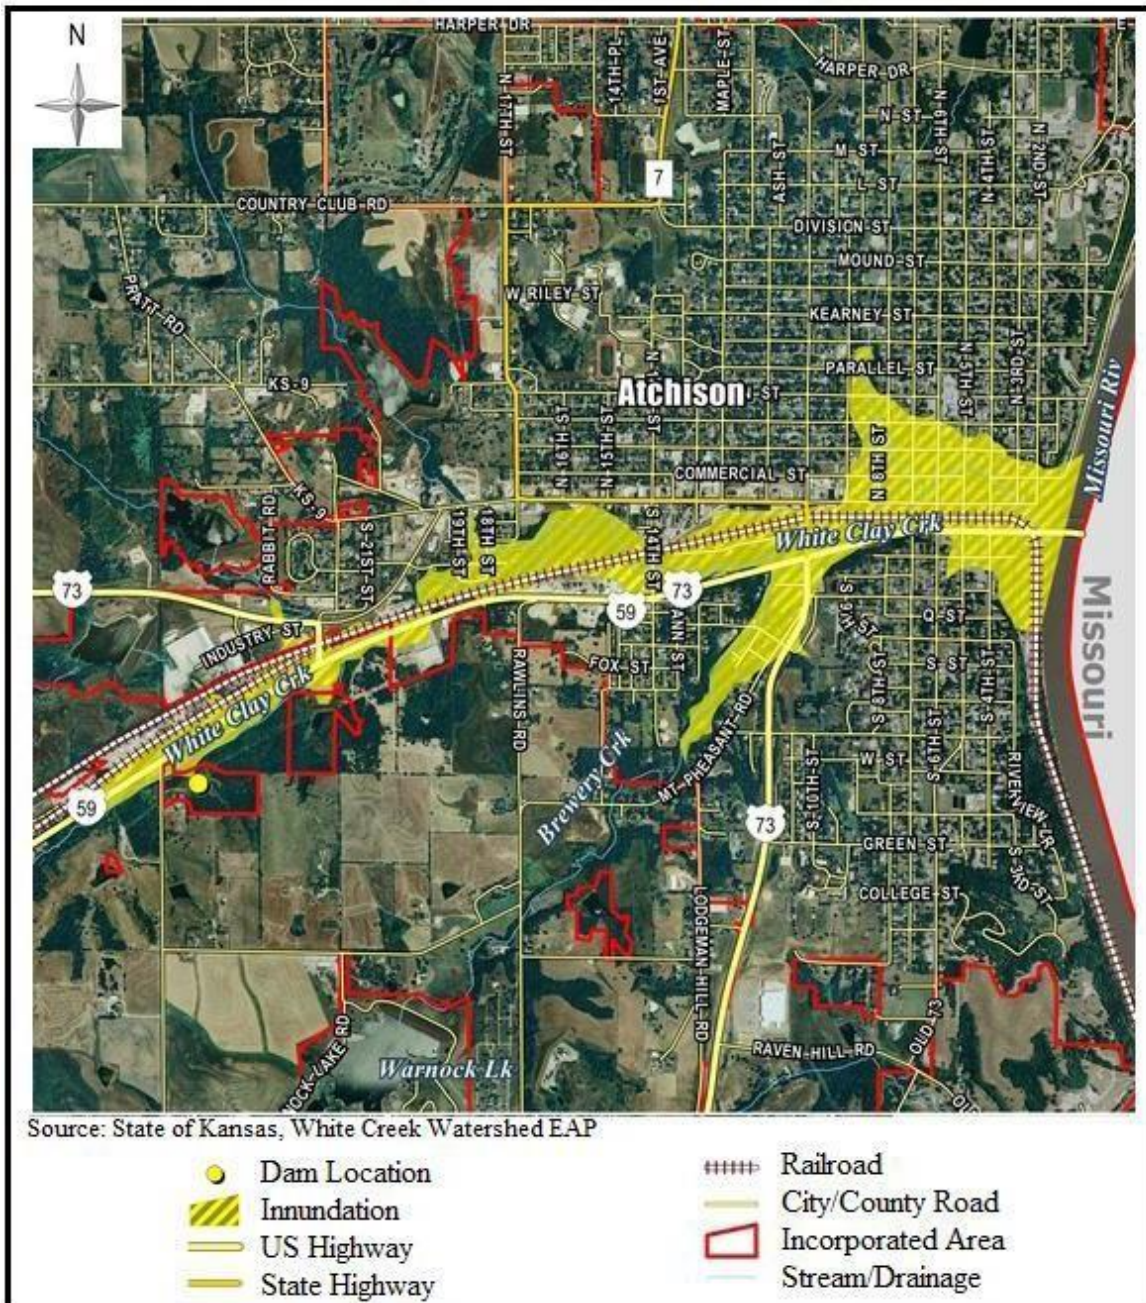 N
HARPER DR
HARPER DR
N 17TH ST
14TH PL
1ST AVE
MAPLE ST
N ST
N 6TH ST
N 4TH ST
N 2ND ST
M ST
ASH ST
L ST
7
COUNTRY CLUB RD
DIVISION ST
MOUND ST
PRATT RD
W RILEY ST
KEARNEY ST
N 5TH ST
N 3RD ST
PARALLEL ST
Missouri Riv
KS-9
Atchison
ST
N 16TH ST
N 15TH ST
COMMERCIAL ST
N 8TH ST
KS-9
RABBIT RD
S 21ST ST
19TH ST
18TH ST
S 14TH ST
White Clay Crk
73
73
59
ANN ST
Missouri
INDUSTRY ST
Q ST
FOX ST
S 8TH ST
S ST
S 4TH ST
White Clay Crk
RAWLINS RD
MT PHEASANT RD
S 6TH ST
W ST
S 10TH ST
RIVERVIEW DR
59
Brewery Crk
73
GREEN ST
S 3RD ST
COLLEGE ST
LODGEMAN HILL RD
OLD 73
RAVEN HILL RD
NOCK LAKE RD
Warnock Lk
OLD
Source: State of Kansas, White Creek Watershed EAP
Dam Location
Innundation
US Highway
State Highway
Railroad
City/County Road
Incorporated Area
Stream/Drainage